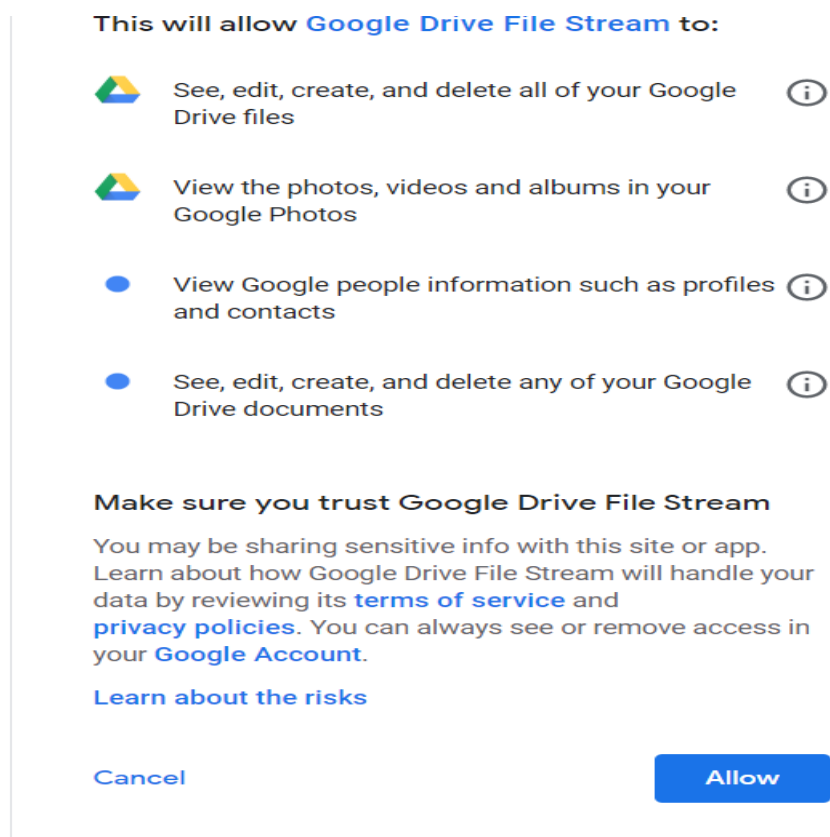 This will allow Google Drive File Stream to:
See, edit, create, and delete all of your Google
Drive files
View the photos, videos and albums in your
Google Photos
View Google people information such as profiles
and contacts
See, edit, create, and delete any of your Google
Drive documents
Make sure you trust Google Drive File Stream
You may be sharing sensitive info with this site or app.
Learn about how Google Drive File Stream will handle your
data by reviewing its terms of service and
privacy policies. You can always see or remove access in
your Google Account.
Learn about the risks
Cancel
Allow